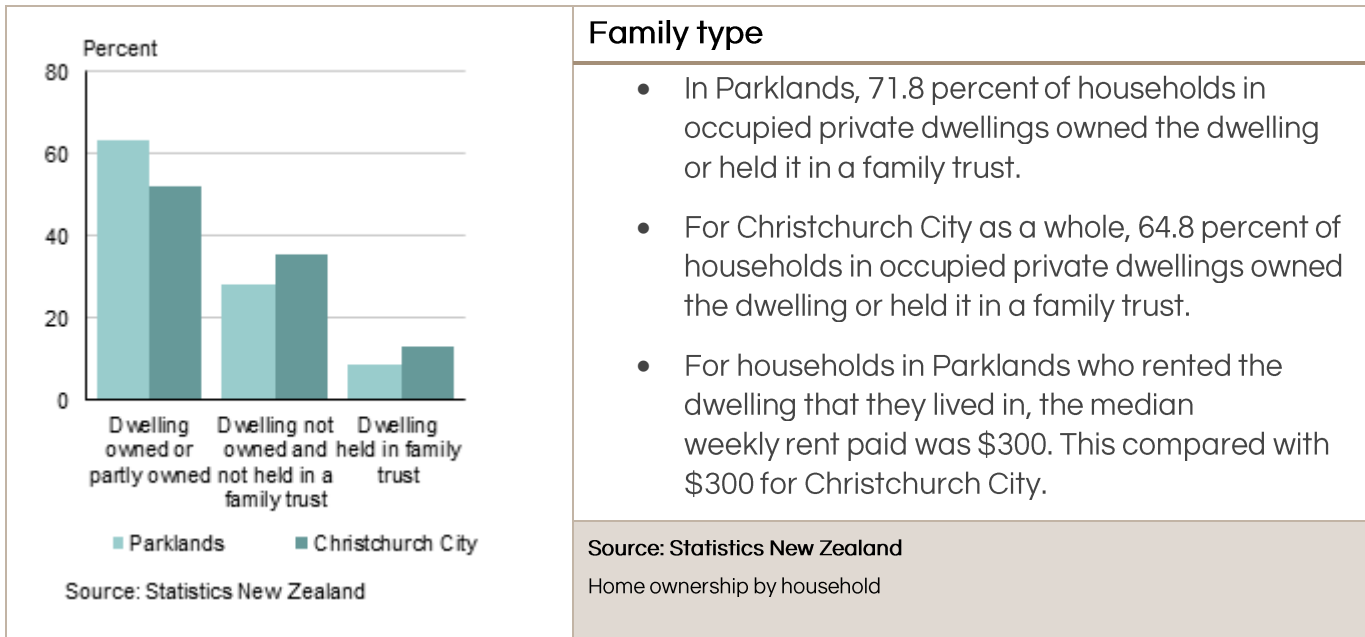 Percent
80
60
40
20
0
Dwelling owned or partly owned
Dwelling not owned and not held in a family trust
Dwelling held in family trust
Parklands
Christchurch City
Source: Statistics New Zealand
Family type
• In Parklands, 71.8 percent of households in
occupied private dwellings owned the dwelling
or held it in a family trust.
• For Christchurch City as a whole, 64.8 percent of
households in occupied private dwellings owned
the dwelling or held it in a family trust.
• For households in Parklands who rented the
dwelling that they lived in, the median
weekly rent paid was $300. This compared with
$300 for Christchurch City.
Source: Statistics New Zealand
Home ownership by household